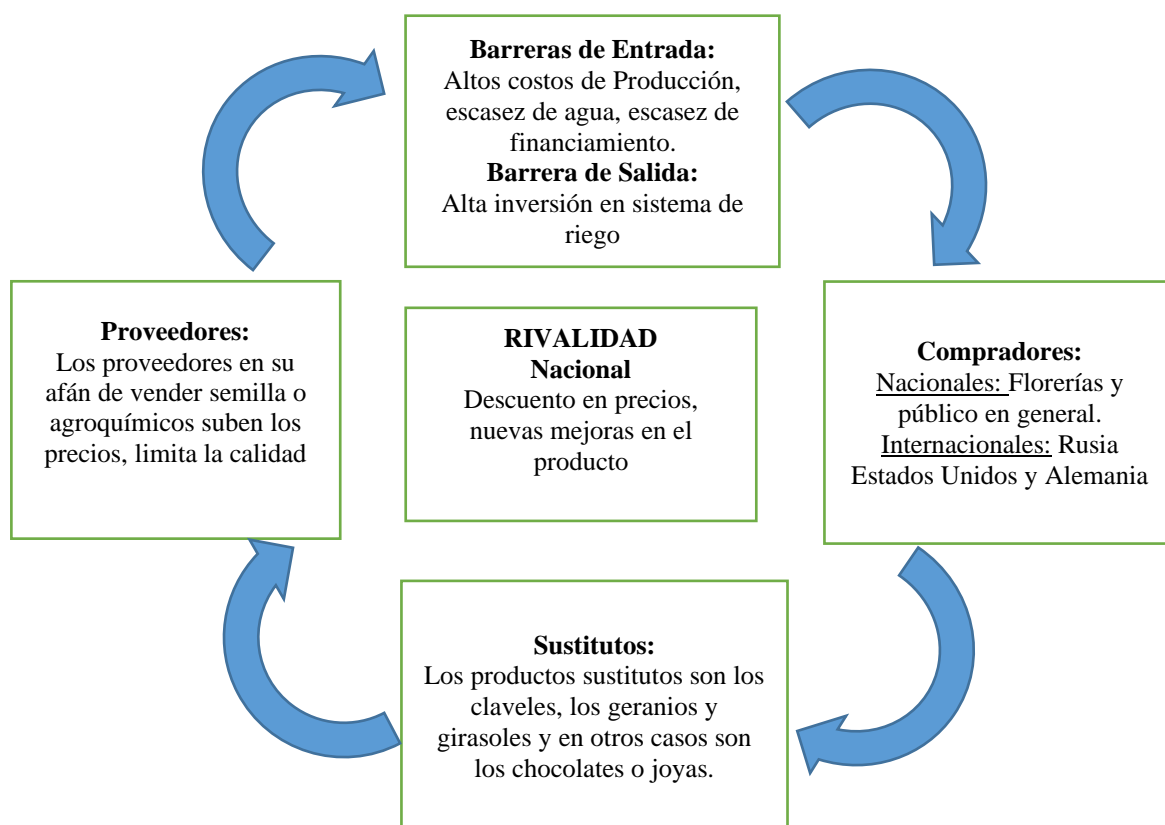 Barreras de Entrada:
Altos costos de Producción,
escasez de agua, escasez de
financiamiento.
Barrera de Salida:
Alta inversión en sistema de
riego
Proveedores:
Los proveedores en su
afán de vender semilla o
agroquímicos suben los
precios, limita la calidad
RIVALIDAD
Nacional
Descuento en precios,
nuevas mejoras en el
producto
Compradores:
Nacionales: Florerías y
público en general.
Internacionales: Rusia
Estados Unidos y Alemania
Sustitutos:
Los productos sustitutos son los
claveles, los geranios y
girasoles y en otros casos son
los chocolates o joyas.